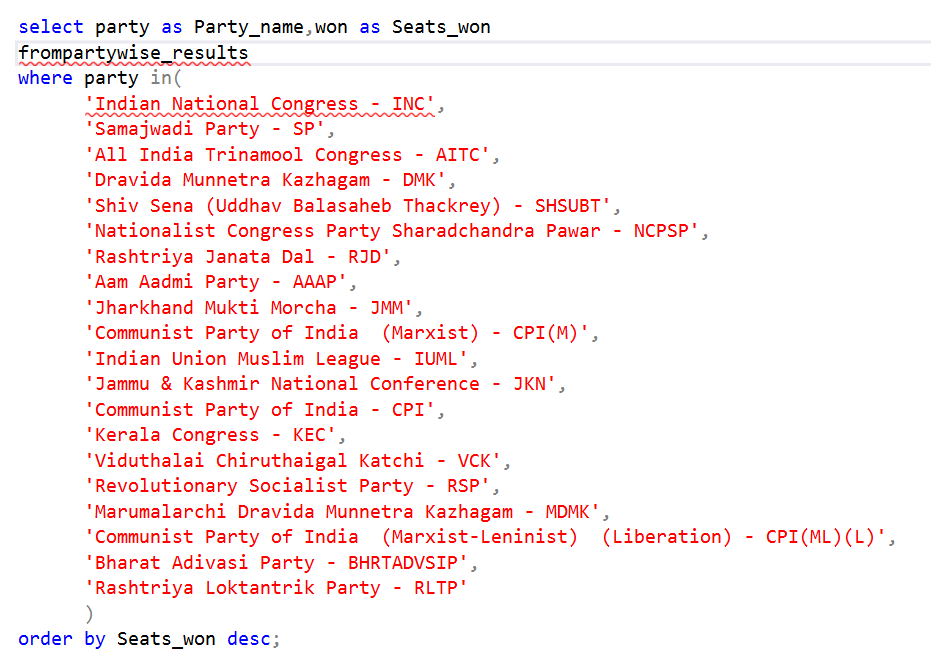 select party as Party_name,won as Seats_won
frompartywise_results
where party in(
'Indian National Congress - INC',
'Samajwadi Party - SP',
'All India Trinamool Congress - AITC',
'Dravida Munnetra Kazhagam - DMK',
'Shiv Sena (Uddhav Balasaheb Thackrey) - SHSUBT',
'Nationalist Congress Party Sharadchandra Pawar - NCPSP',
'Rashtriya Janata Dal - RJD',
'Aam Aadmi Party - AAAP',
'Jharkhand Mukti Morcha - JMM',
'Communist Party of India  (Marxist) - CPI(M)',
'Indian Union Muslim League - IUML',
'Jammu & Kashmir National Conference - JKN',
'Communist Party of India - CPI',
'Kerala Congress - KEC',
'Viduthalai Chiruthaigal Katchi - VCK',
'Revolutionary Socialist Party - RSP',
'Marumalarchi Dravida Munnetra Kazhagam - MDMK',
'Communist Party of India  (Marxist-Leninist)  (Liberation) - CPI(ML)(L)',
'Bharat Adivasi Party - BHRTADVSIP',
'Rashtriya Loktantrik Party - RLTP'
)
order by Seats_won desc;